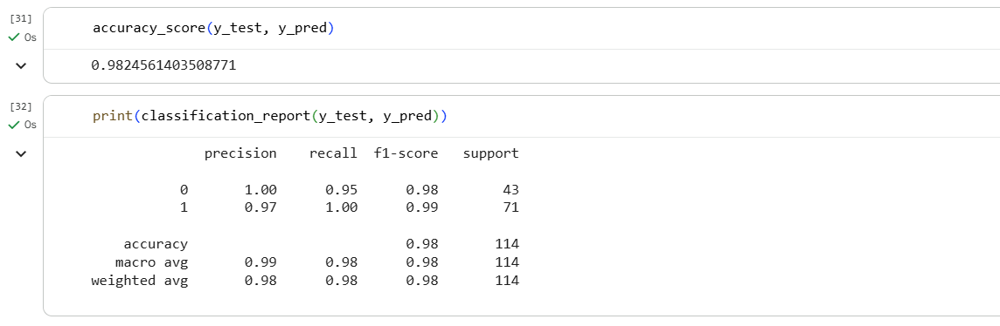 [31]
accuracy_score(y_test, y_pred)
0s
0.9824561403508771
[32]
print(classification_report(y_test, y_pred))
0s
precision recall f1-score support
0 1.00 0.95 0.98 43
1 0.97 1.00 0.99 71
accuracy 0.98 114
macro avg 0.99 0.98 0.98 114
weighted avg 0.98 0.98 0.98 114